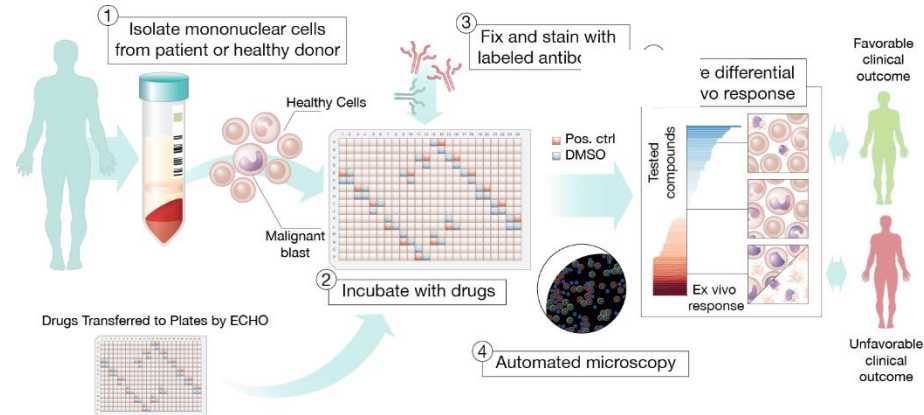 1
Isolate mononuclear cells
from patient or healthy donor
Healthy Cells
Malignant
blast
3
Fix and stain with
labeled
Pos. ctrl
DMSO
2
Incubate with drugs
Drugs Transferred to Plates by ECHO
4
Automated microscopy
differential
response
Tested
compounds
Ex vivo
response
Favorable
clinical
outcome
Unfavorable
clinical
outcome